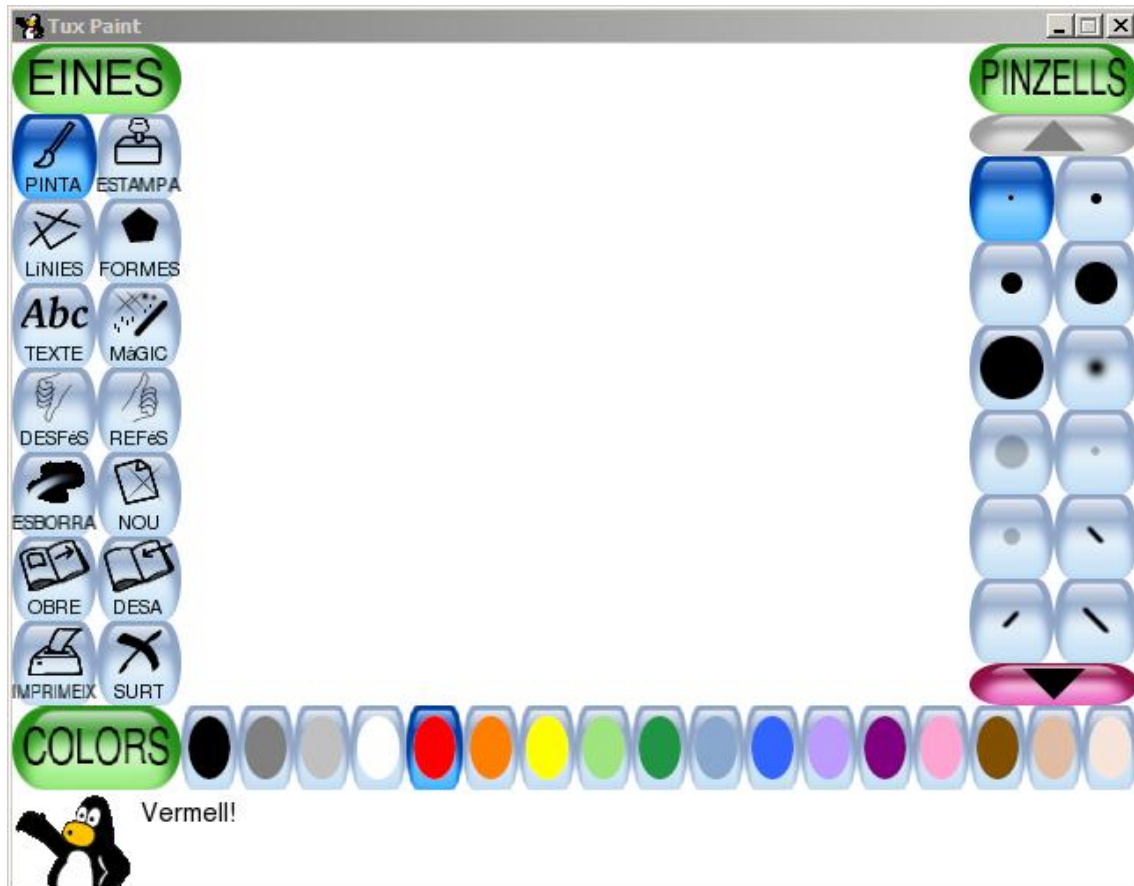 Tux Paint
EINES
PINZELLS
PINTA
ESTAMPA
LíNIES
FORMES
Abc
TEXTE
MàGIC
DESFéS
REFéS
ESBORRA
NOU
OBRE
DESA
IMPRIMEIX
SURT
COLORS
Vermell!